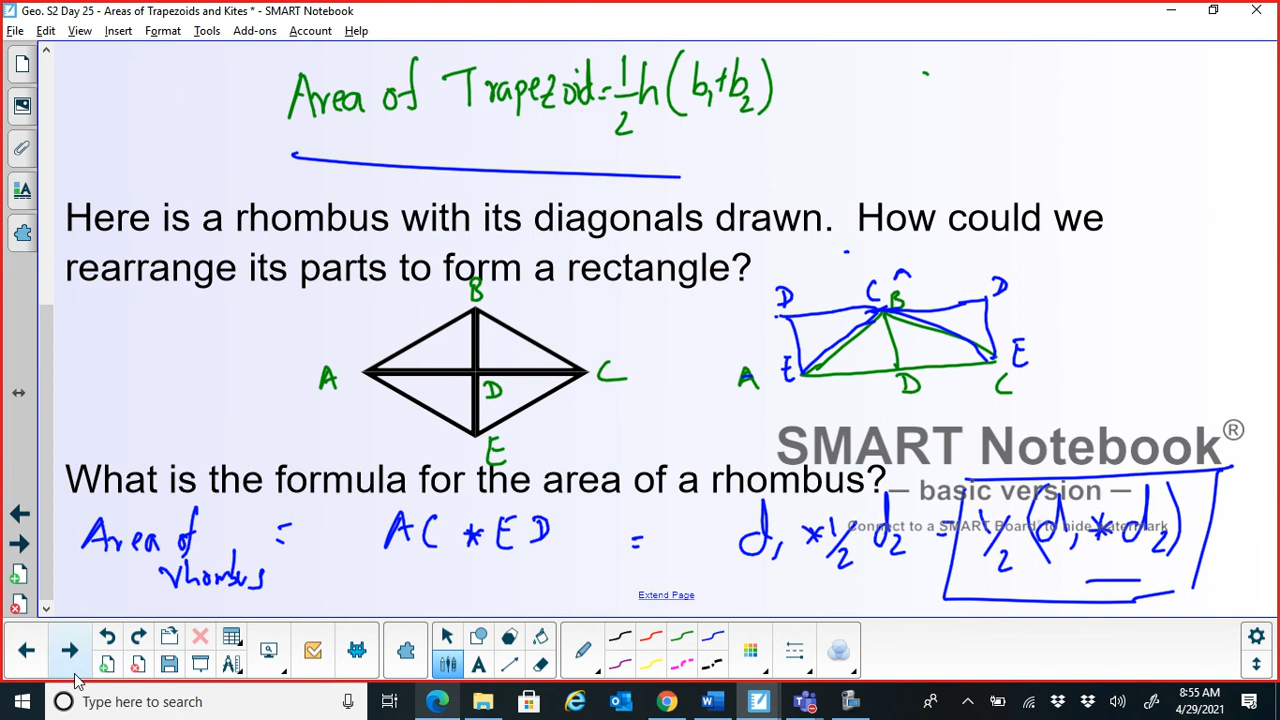 Geo. S2 Day 25 - Areas of Trapezoids and Kites * - SMART Notebook
File Edit View Insert Format Tools Add-ons Account Help
Area of Trapezoid = 1/2 h (b1 + b2)
Here is a rhombus with its diagonals drawn. How could we
rearrange its parts to form a rectangle?
B
A
D
C
E
D C A B D
A E D C E
SMART Notebook®
— basic version —
Connect to a SMART Board to hide watermark
What is the formula for the area of a rhombus?
Area of rhombus = AC * ED = d1 * 1/2 d2 = 1/2 (d1 * d2)
Extend Page
Type here to search
8:55 AM
4/29/2021